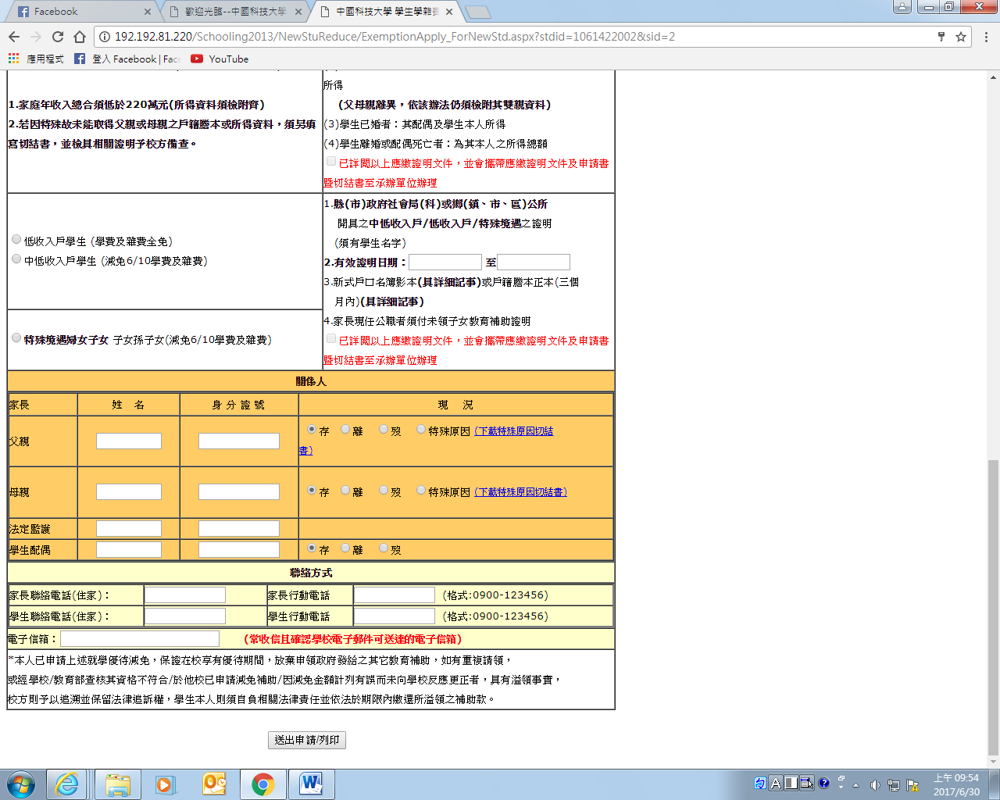 Facebook
歡迎光臨--中國科技大學
中國科技大學 學生學雜費
192.192.81.220/Schooling2013/NewStuReduce/ExemptionApply_ForNewStd.aspx?stdid=1061422002&sid=2
應用程式
登入 Facebook | Face
YouTube
1.家庭年收入總合須低於220萬元(所得資料須檢附齊)
2.若因特殊故未能取得父親或母親之戶籍謄本或所得資料，須另填
寫切結書，並檢具相關證明予校方備查。
所得
(父母親離異，依該辦法仍須檢附其雙親資料)
(3)學生已婚者：其配偶及學生本人所得
(4)學生離婚或配偶死亡者：為其本人之所得總額
已詳閱以上應繳證明文件，並會攜帶應繳證明文件及申請書
暨切結書至承辦單位辦理
低收入戶學生 (學費及雜費全免)
中低收入戶學生 (減免6/10學費及雜費)
特殊境遇婦女子女 子女孫子女(減免6/10學費及雜費)
1.縣(市)政府社會局(科)或鄉(鎮、市、區)公所
開具之中低收入戶/低收入戶/特殊境遇之證明
(須有學生名字)
2.有效證明日期： 至
3.新式戶口名簿影本(具詳細記事)或戶籍謄本正本(三個
月內)(具詳細記事)
4.家長現任公職者須付未領子女教育補助證明
已詳閱以上應繳證明文件，並會攜帶應繳證明文件及申請書
暨切結書至承辦單位辦理
關係人
家長 姓 名 身 分 證 號 現 況
父親 存 離 歿 特殊原因 (下載特殊原因切結
書)
母親 存 離 歿 特殊原因 (下載特殊原因切結書)
法定監護
學生配偶 存 離 歿
聯絡方式
家長聯絡電話(住家)： 家長行動電話 (格式:0900-123456)
學生聯絡電話(住家)： 學生行動電話 (格式:0900-123456)
電子信箱： (常收信且確認學校電子郵件可送達的電子信箱)
*本人已申請上述就學優待減免，保證在校享有優待期間，放棄申領政府發給之其它教育補助，如有重複請領，
或經學校/教育部查核其資格不符合/於他校已申請減免補助/因減免金額計列有誤而未向學校反應更正者，具有溢領事實，
校方則予以追溯並保留法律追訴權，學生本人則須自負相關法律責任並依法於期限內繳還所溢領之補助款。
送出申請/列印
上午 09:54
2017/6/30